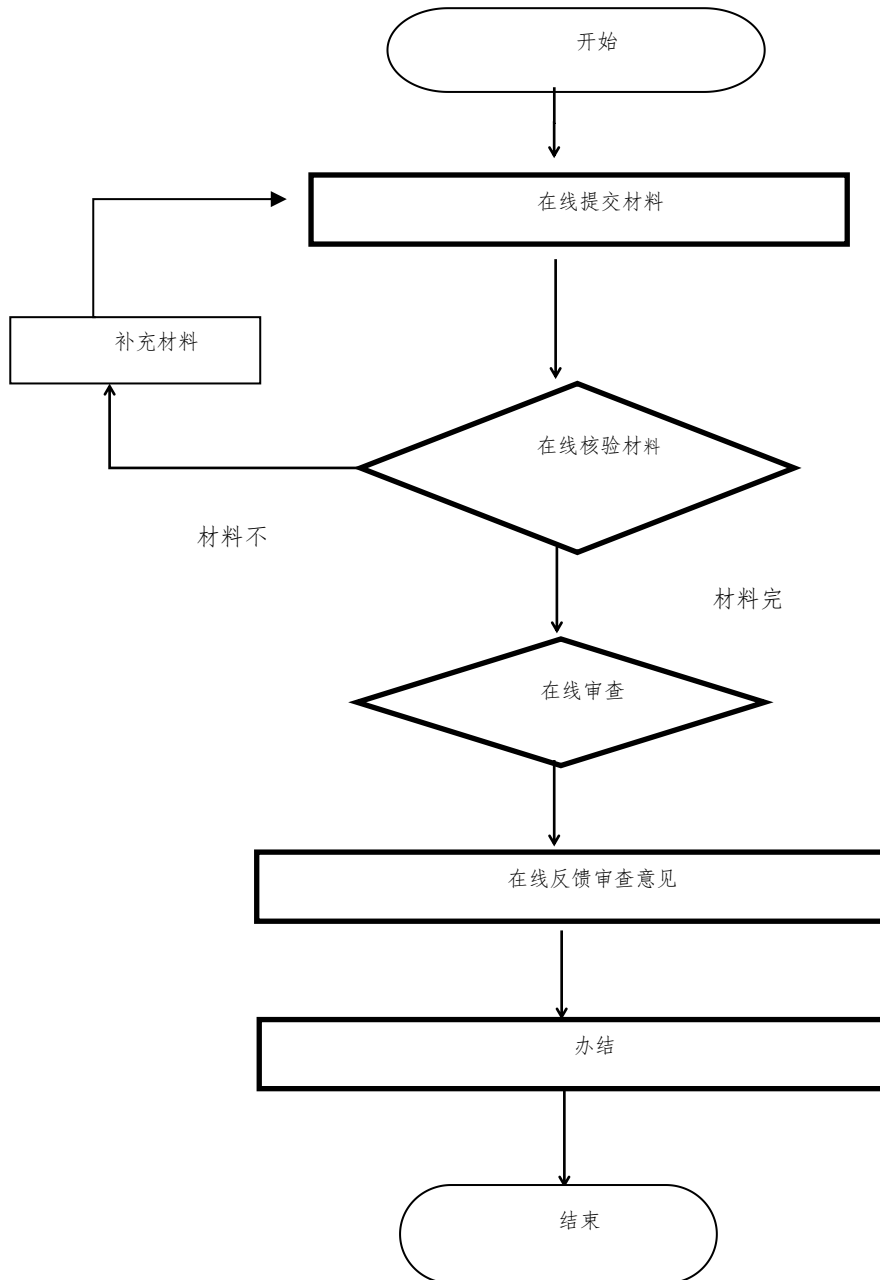 开始
在线提交材料
补充材料
在线核验材料
材料不
材料完
在线审查
在线反馈审查意见
办结
结束